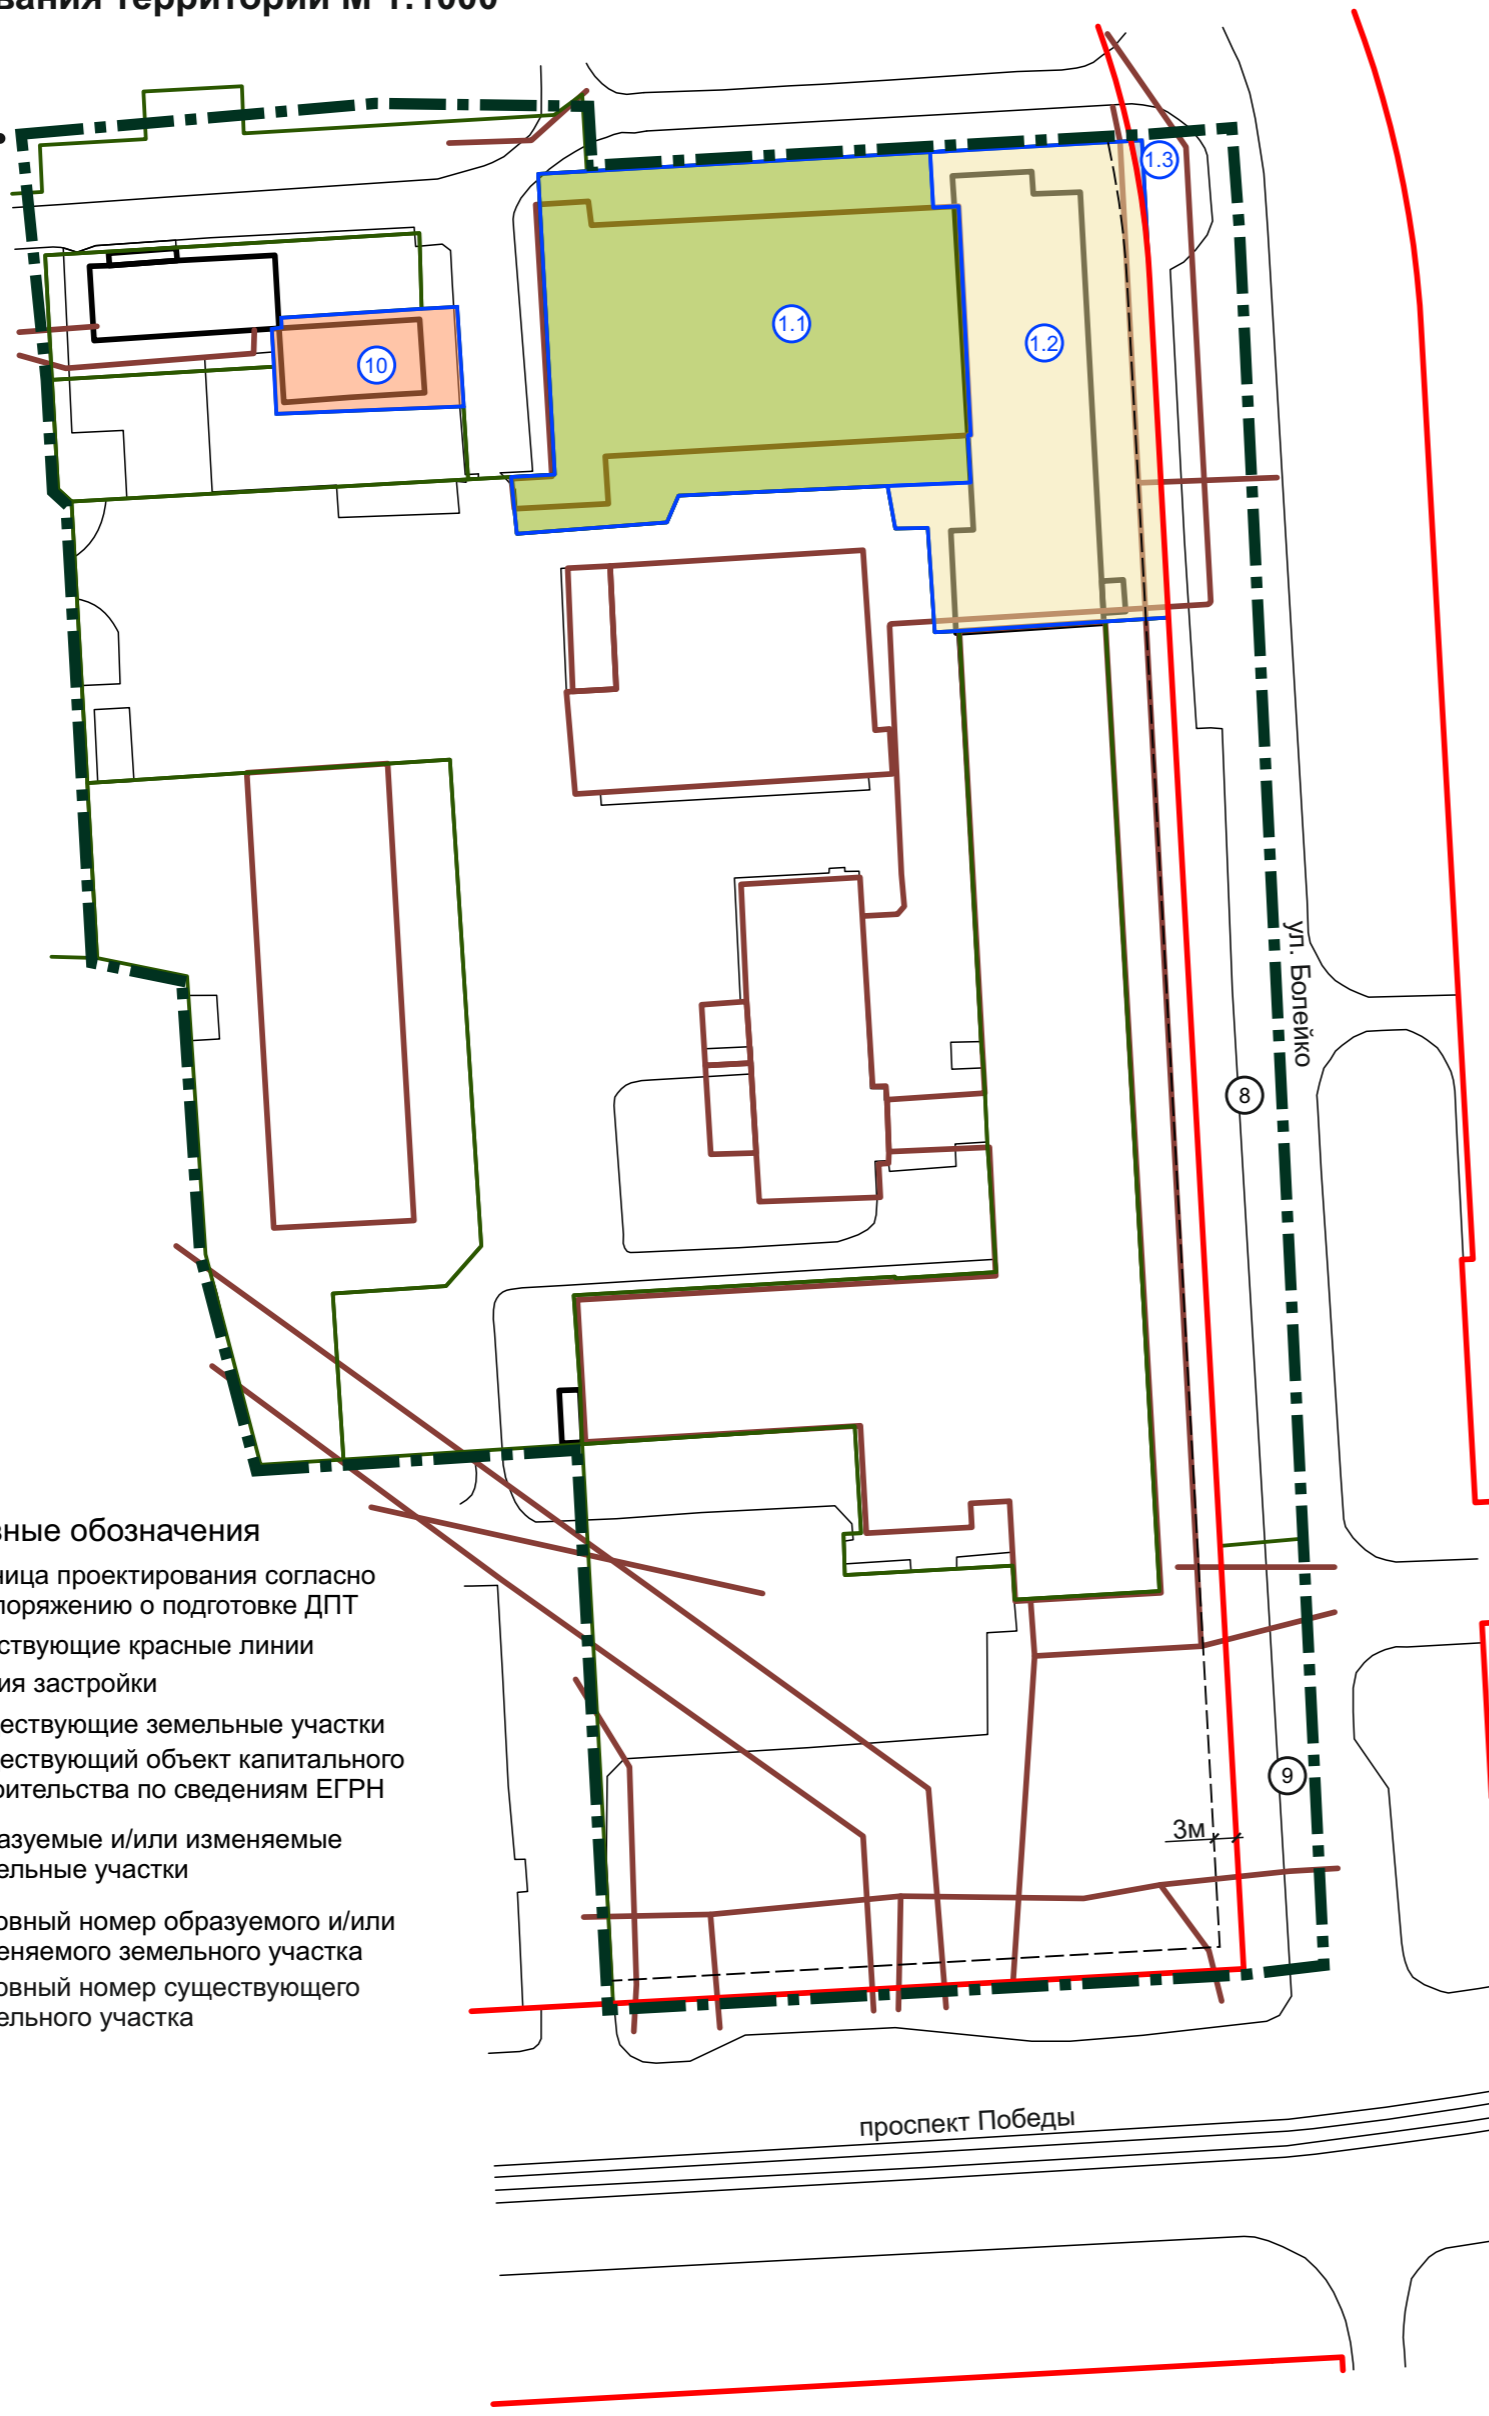 вания территории М 1:1000
1.3
1.1
1.2
10
ул. Болейко
8
вные обозначения
ница проектирования согласно
поряжению о подготовке ДПТ
ствующие красные линии
ия застройки
ествующие земельные участки
ествующий объект капитального
оительства по сведениям ЕГРН
9
3м
азуемые и/или изменяемые
ельные участки
овный номер образуемого и/или
еняемого земельного участка
овный номер существующего
ельного участка
проспект Победы